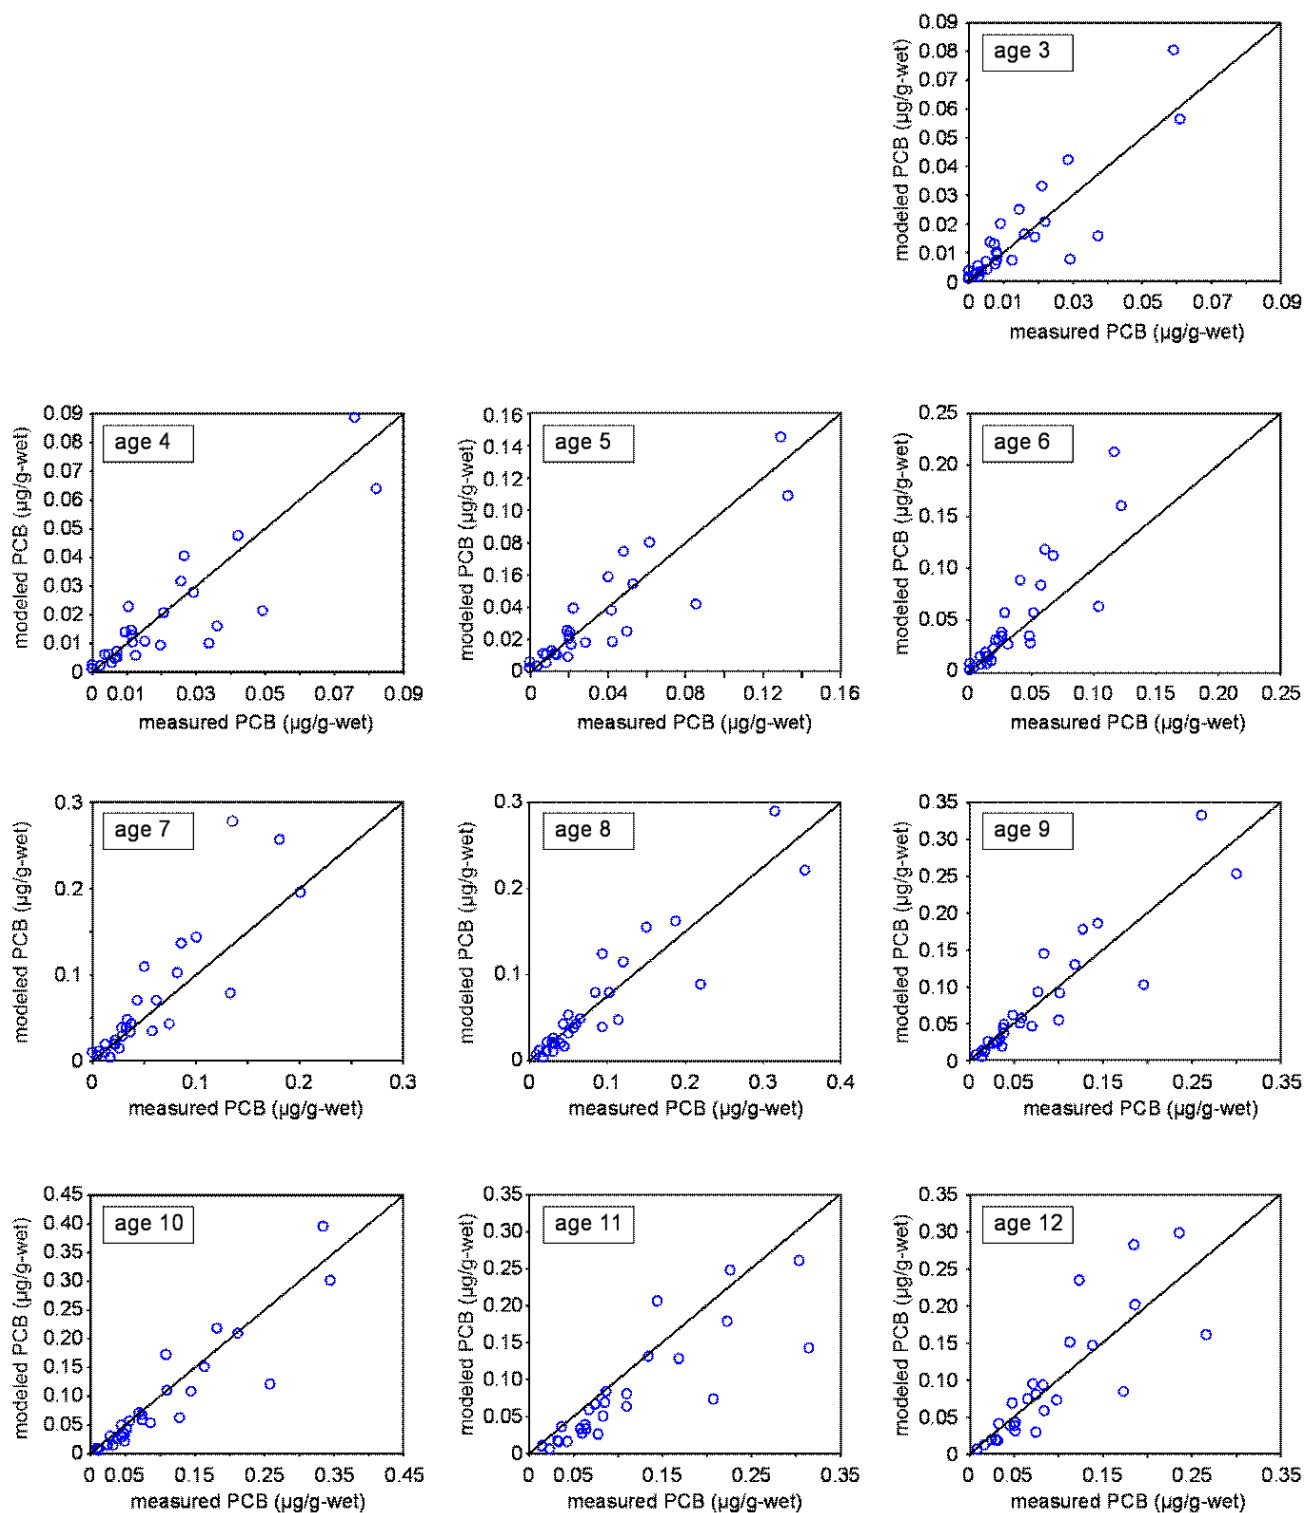 age 3
modeled PCB (µg/g-wet)
0.09
0.08
0.07
0.06
0.05
0.04
0.03
0.02
0.01
0
0 0.01 0.03 0.05 0.07 0.09
measured PCB (µg/g-wet)
age 4
modeled PCB (µg/g-wet)
0.09
0.08
0.07
0.06
0.05
0.04
0.03
0.02
0.01
0
0 0.01 0.03 0.05 0.07 0.09
measured PCB (µg/g-wet)
age 5
modeled PCB (µg/g-wet)
0.16
0.14
0.12
0.10
0.16
0.06
0.04
0.02
0
0 0.04 0.08 0.12 0.16
measured PCB (µg/g-wet)
age 6
modeled PCB (µg/g-wet)
0.25
0.20
0.15
0.10
0.05
0
0 0.05 0.10 0.15 0.20 0.25
measured PCB (µg/g-wet)
age 7
modeled PCB (µg/g-wet)
0.3
0.2
0.1
0
0 0.1 0.2 0.3
measured PCB (µg/g-wet)
age 8
modeled PCB (µg/g-wet)
0.3
0.2
0.1
0
0 0.1 0.2 0.3 0.4
measured PCB (µg/g-wet)
age 9
modeled PCB (µg/g-wet)
0.35
0.30
0.25
0.20
0.15
0.10
0.05
0
0 0.05 0.15 0.25 0.35
measured PCB (µg/g-wet)
age 10
modeled PCB (µg/g-wet)
0.45
0.40
0.35
0.30
0.25
0.20
0.15
0.10
0.05
0
0 0.05 0.15 0.25 0.35 0.45
measured PCB (µg/g-wet)
age 11
modeled PCB (µg/g-wet)
0.35
0.30
0.25
0.20
0.15
0.10
0.05
0
0 0.05 0.15 0.25 0.35
measured PCB (µg/g-wet)
age 12
modeled PCB (µg/g-wet)
0.35
0.30
0.25
0.20
0.15
0.10
0.05
0
0 0.05 0.15 0.25 0.35
measured PCB (µg/g-wet)